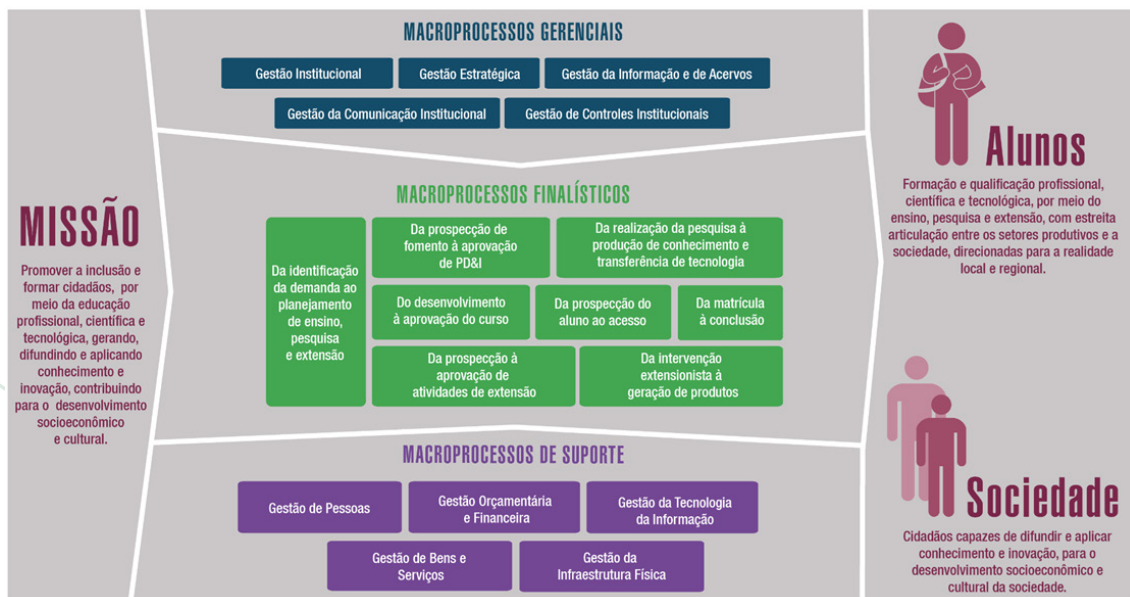 MISSÃO
Promover a inclusão e
formar cidadãos, por
meio da educação
profissional, científica e
tecnológica, gerando,
difundindo e aplicando
conhecimento e
inovação, contribuindo
para o desenvolvimento
socioeconômico
e cultural.
MACROPROCESSOS GERENCIAIS
Gestão Institucional
Gestão Estratégica
Gestão da Informação e de Acervos
Gestão da Comunicação Institucional
Gestão de Controles Institucionais
MACROPROCESSOS FINALÍSTICOS
Da identificação
da demanda ao
planejamento
de ensino,
pesquisa
e extensão
Da prospecção de
fomento à aprovação
de PD&I
Da realização da pesquisa à
produção de conhecimento e
transferência de tecnologia
Do desenvolvimento
à aprovação do curso
Da prospecção do
aluno ao acesso
Da matrícula
à conclusão
Da prospecção à
aprovação de
atividades de extensão
Da intervenção
extensionista à
geração de produtos
MACROPROCESSOS DE SUPORTE
Gestão de Pessoas
Gestão Orçamentária
e Financeira
Gestão da Tecnologia
da Informação
Gestão de Bens e
Serviços
Gestão da
Infraestrutura Física
Alunos
Formação e qualificação profissional,
científica e tecnológica, por meio do
ensino, pesquisa e extensão, com estreita
articulação entre os setores produtivos e a
sociedade, direcionadas para a realidade
local e regional.
Sociedade
Cidadãos capazes de difundir e aplicar
conhecimento e inovação, para o
desenvolvimento socioeconômico e
cultural da sociedade.